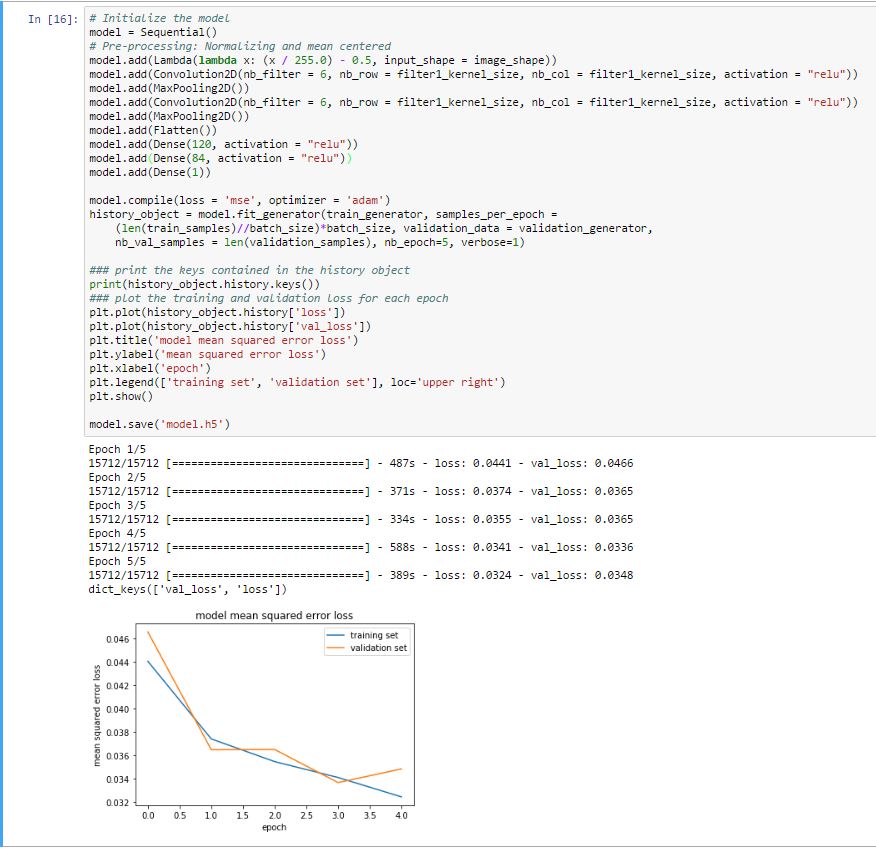 In [16]:
# Initialize the model
model = Sequential()
# Pre-processing: Normalizing and mean centered
model.add(Lambda(lambda x: (x / 255.0) - 0.5, input_shape = image_shape))
model.add(Convolution2D(nb_filter = 6, nb_row = filter1_kernel_size, nb_col = filter1_kernel_size, activation = "relu"))
model.add(MaxPooling2D())
model.add(Convolution2D(nb_filter = 6, nb_row = filter1_kernel_size, nb_col = filter1_kernel_size, activation = "relu"))
model.add(MaxPooling2D())
model.add(Flatten())
model.add(Dense(120, activation = "relu"))
model.add(Dense(84, activation = "relu"))
model.add(Dense(1))

model.compile(loss = 'mse', optimizer = 'adam')
history_object = model.fit_generator(train_generator, samples_per_epoch =
    (len(train_samples)//batch_size)*batch_size, validation_data = validation_generator,
    nb_val_samples = len(validation_samples), nb_epoch=5, verbose=1)

### print the keys contained in the history object
print(history_object.history.keys())
### plot the training and validation loss for each epoch
plt.plot(history_object.history['loss'])
plt.plot(history_object.history['val_loss'])
plt.title('model mean squared error loss')
plt.ylabel('mean squared error loss')
plt.xlabel('epoch')
plt.legend(['training set', 'validation set'], loc='upper right')
plt.show()

model.save('model.h5')
Epoch 1/5
15712/15712 [==============================] - 487s - loss: 0.0441 - val_loss: 0.0466
Epoch 2/5
15712/15712 [==============================] - 371s - loss: 0.0374 - val_loss: 0.0365
Epoch 3/5
15712/15712 [==============================] - 334s - loss: 0.0355 - val_loss: 0.0365
Epoch 4/5
15712/15712 [==============================] - 588s - loss: 0.0341 - val_loss: 0.0336
Epoch 5/5
15712/15712 [==============================] - 389s - loss: 0.0324 - val_loss: 0.0348
dict_keys(['val_loss', 'loss'])
model mean squared error loss
training set
validation set
mean squared error loss
0.046
0.044
0.042
0.040
0.038
0.036
0.034
0.032
0.0 0.5 1.0 1.5 2.0 2.5 3.0 3.5 4.0
epoch